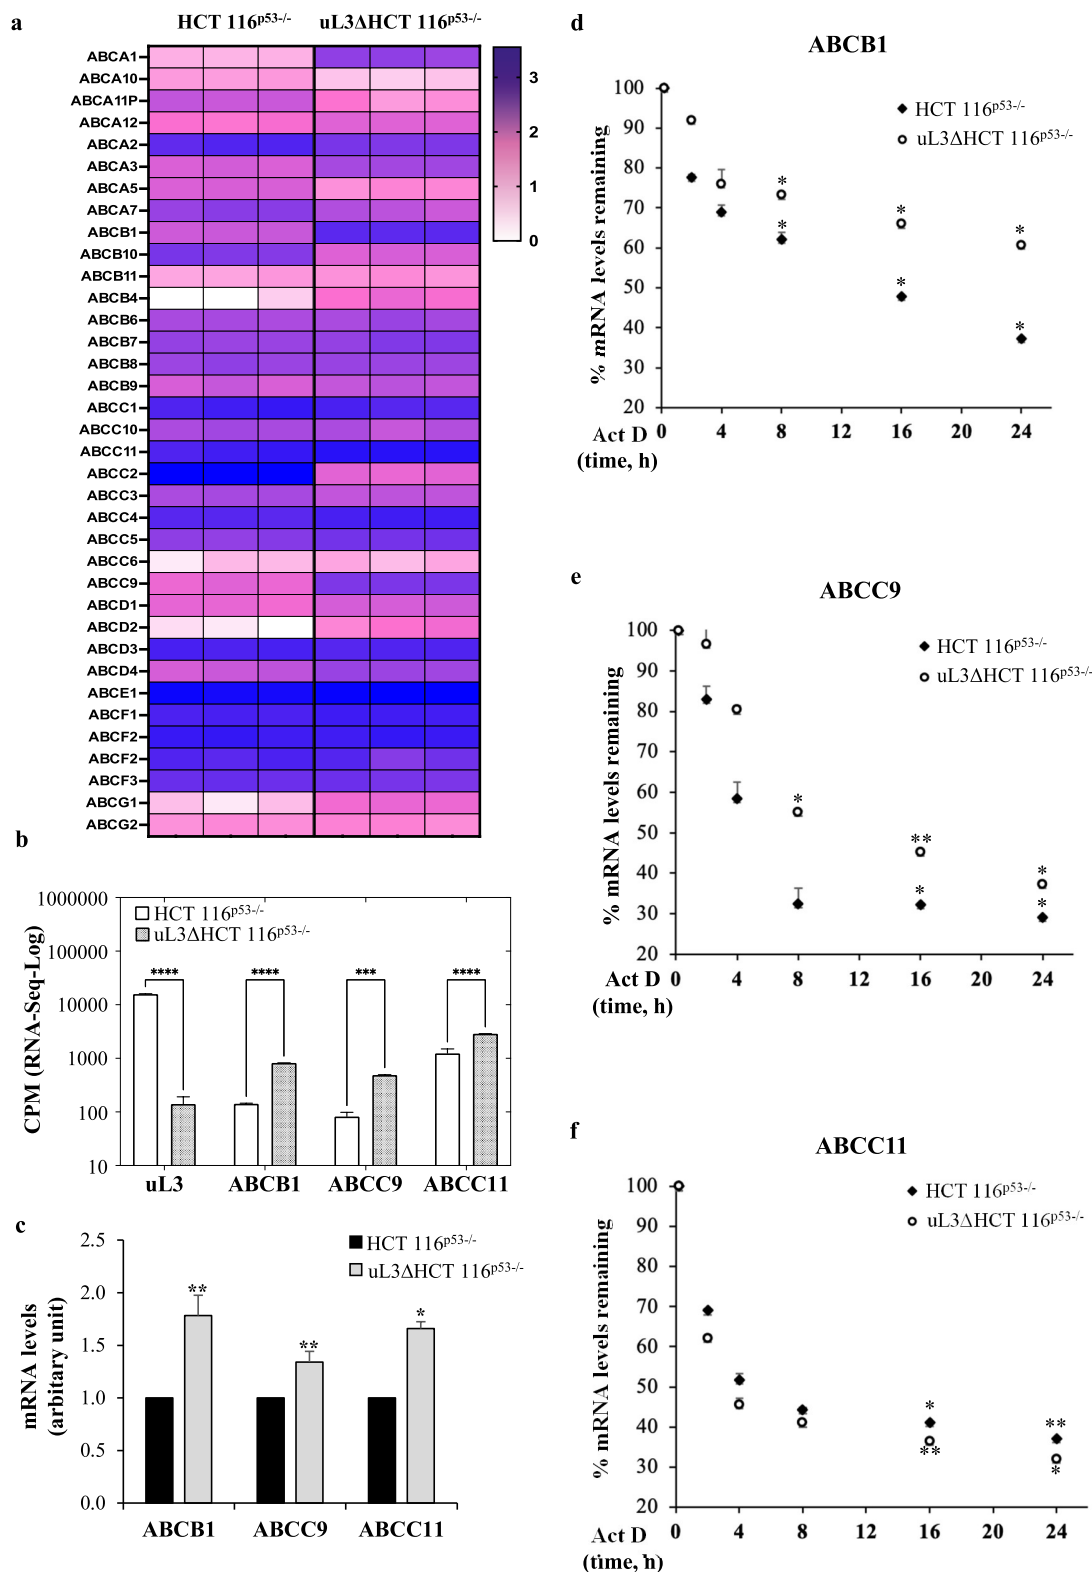 a
HCT 116p53-/- uL3ΔHCT 116p53-/-
ABCA1
ABCA10
ABCA11P
ABCA12
ABCA2
ABCA3
ABCA5
ABCA7
ABCB1
ABCB10
ABCB11
ABCB4
ABCB6
ABCB7
ABCB8
ABCB9
ABCC1
ABCC10
ABCC11
ABCC2
ABCC3
ABCC4
ABCC5
ABCC6
ABCC9
ABCD1
ABCD2
ABCD3
ABCD4
ABCE1
ABCF1
ABCF2
ABCF2
ABCF3
ABCG1
ABCG2
3
2
1
0
b
CPM (RNA-Seq-Log)
1000000
100000
10000
1000
100
10
HCT 116p53-/-
uL3ΔHCT 116p53-/-
**** **** *** ****
uL3 ABCB1 ABCC9 ABCC11
c
mRNA levels
(arbitary unit)
2.5
2.0
1.5
1.0
0.5
0.0
HCT 116p53-/-
uL3ΔHCT 116p53-/-
** ** *
ABCB1 ABCC9 ABCC11
d
ABCB1
% mRNA levels remaining
100
90
80
70
60
50
40
30
20
HCT 116p53-/-
uL3ΔHCT 116p53-/-
* * *
* * *
0 4 8 12 16 20 24
Act D
(time, h)
e
ABCC9
% mRNA levels remaining
100
90
80
70
60
50
40
30
20
HCT 116p53-/-
uL3ΔHCT 116p53-/-
* ** *
* *
0 4 8 12 16 20 24
Act D
(time, h)
f
ABCC11
% mRNA levels remaining
100
90
80
70
60
50
40
30
20
HCT 116p53-/-
uL3ΔHCT 116p53-/-
* **
** *
0 4 8 12 16 20 24
Act D
(time, h)